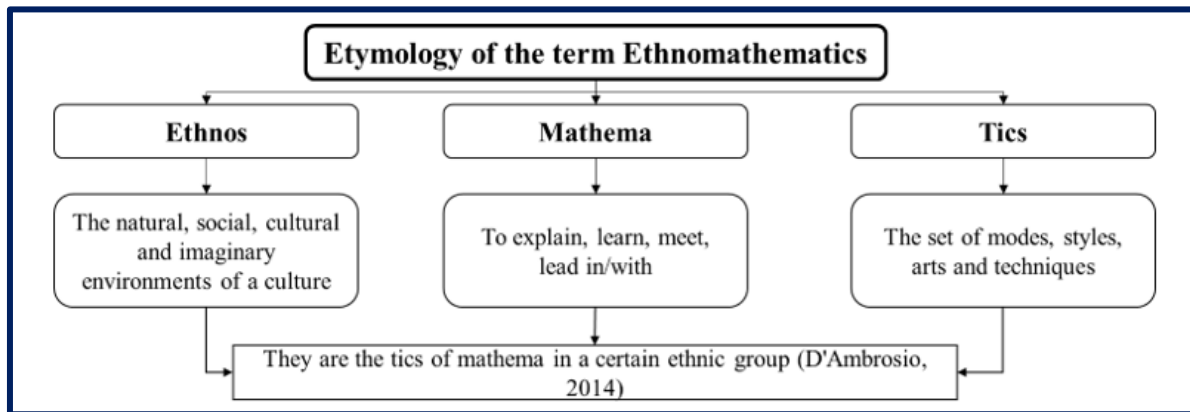 Etymology of the term Ethnomathematics
Ethnos
Mathema
Tics
The natural, social, cultural
and imaginary
environments of a culture
To explain, learn, meet,
lead in/with
The set of modes, styles,
arts and techniques
They are the tics of mathema in a certain ethnic group (D'Ambrosio,
2014)